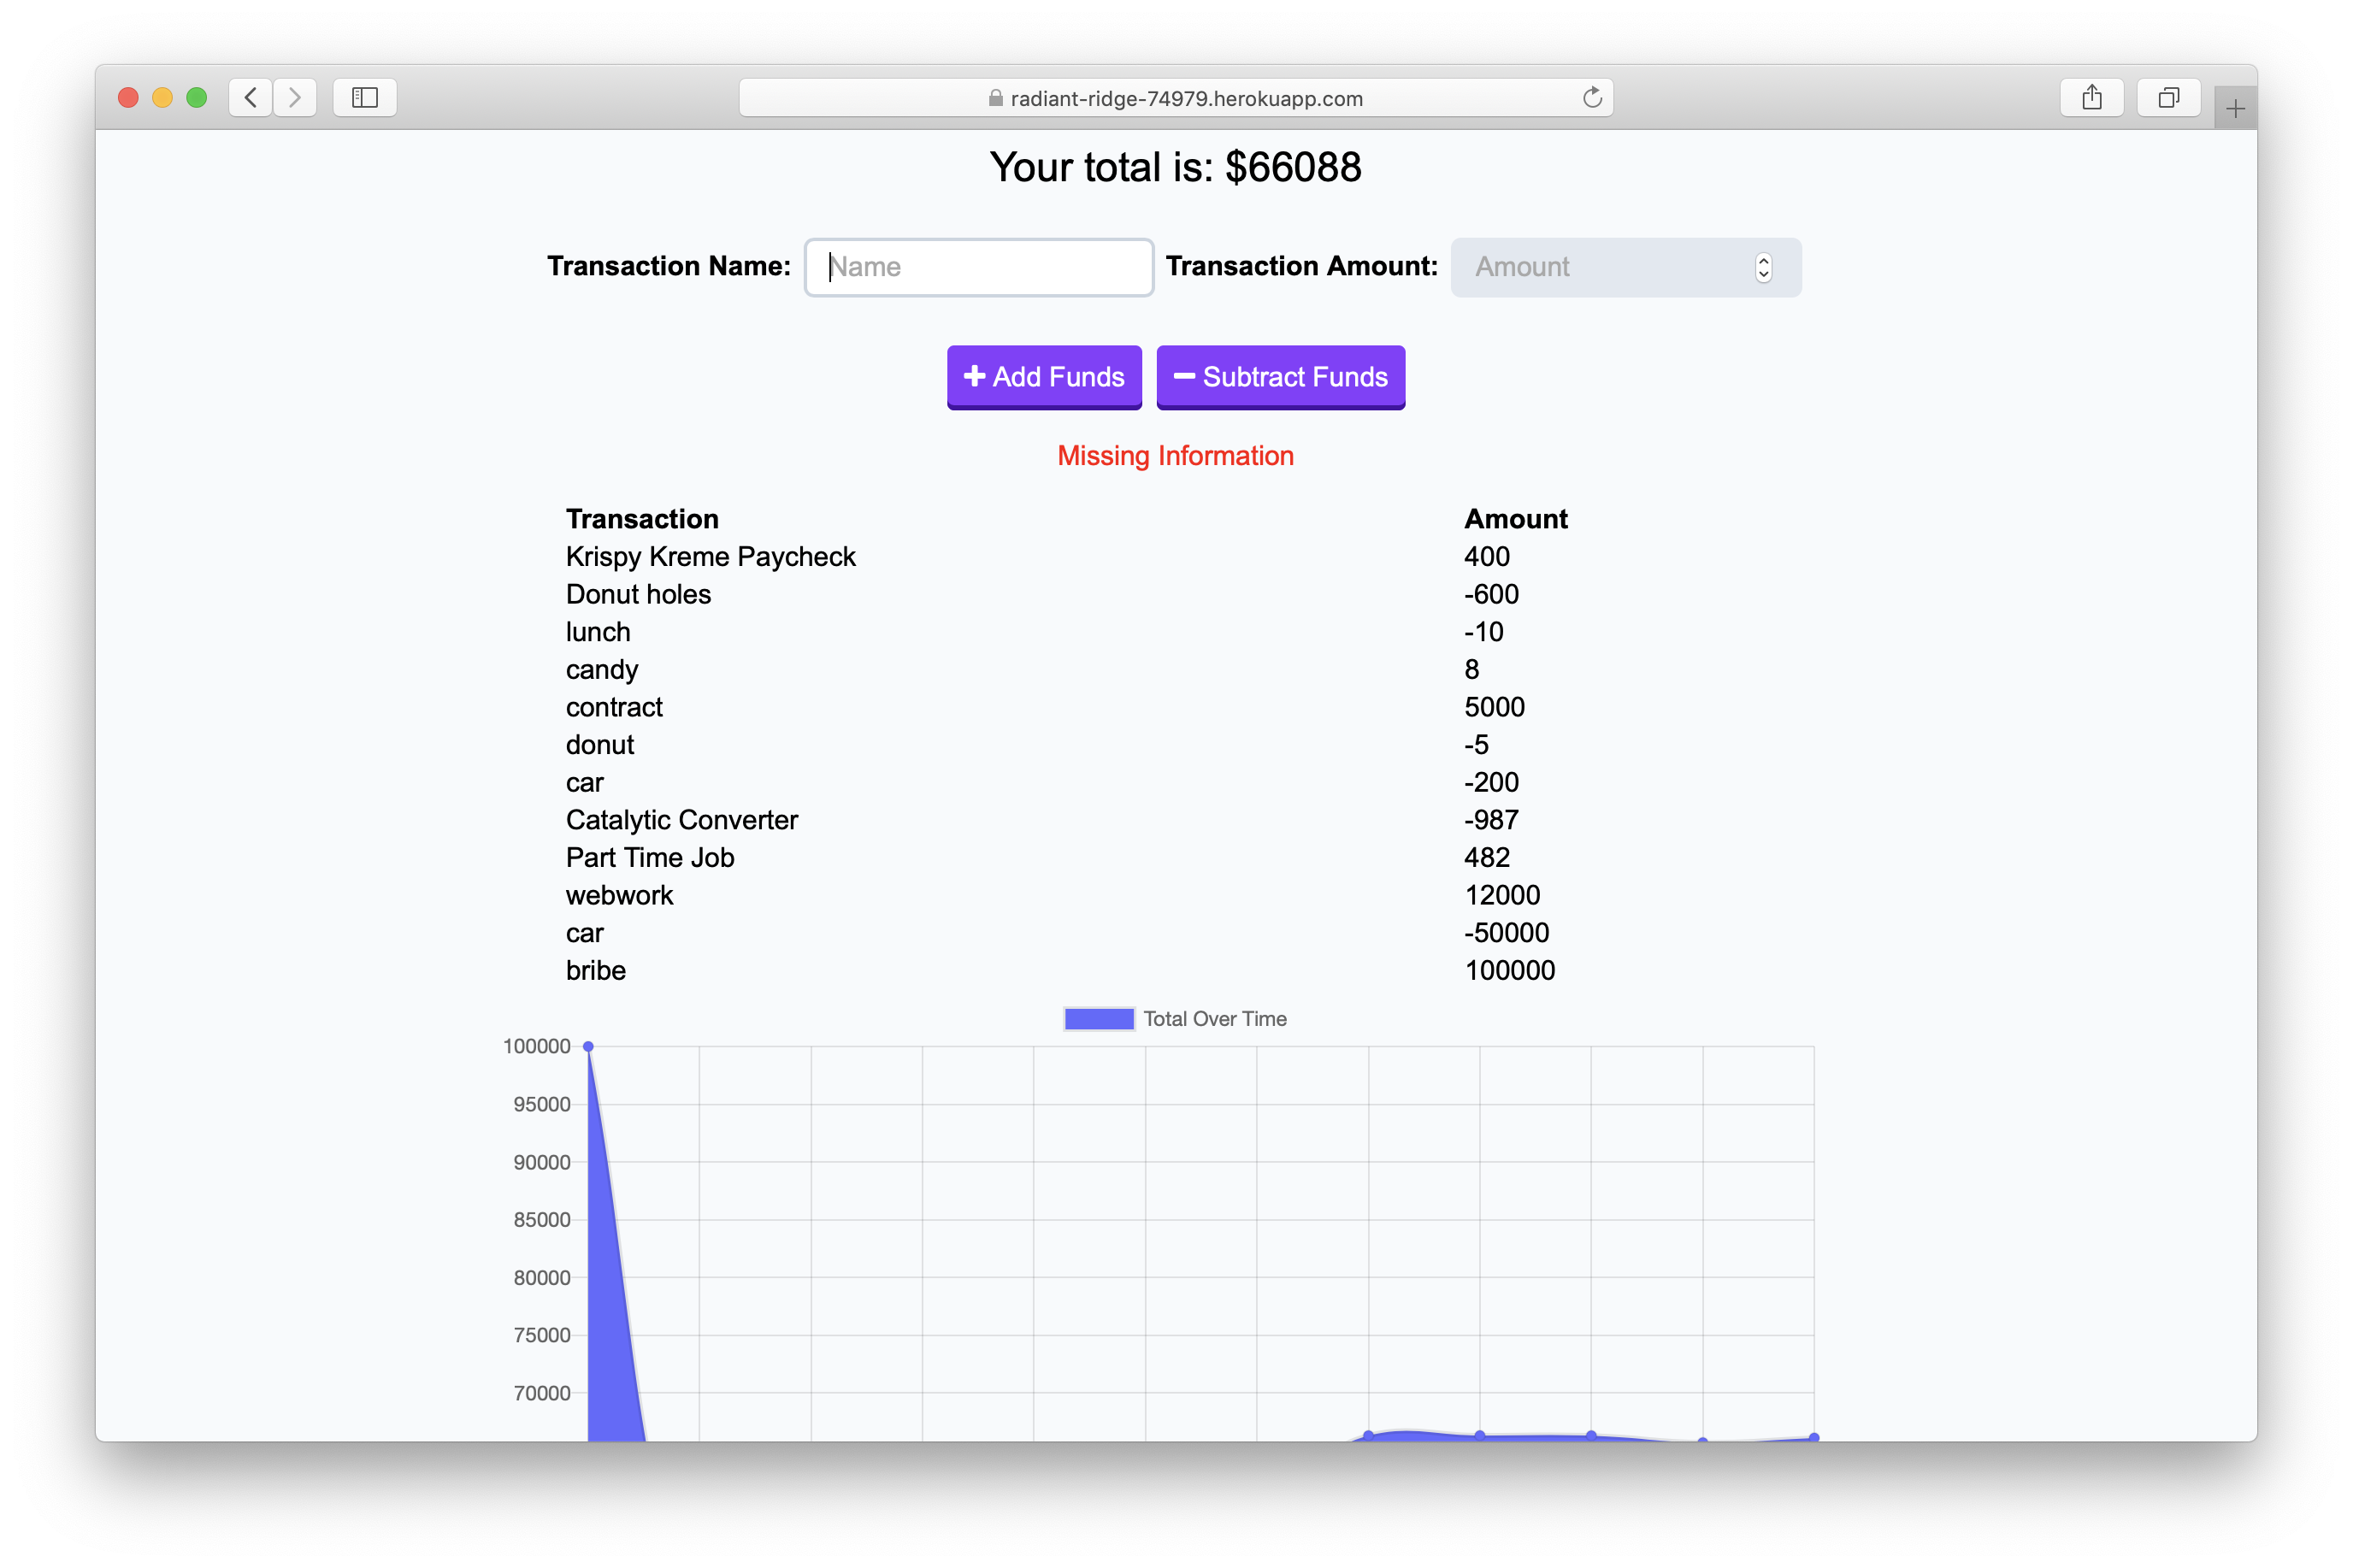 radiant-ridge-74979.herokuapp.com
Your total is: $66088
Transaction Name: Name Transaction Amount: Amount
Add Funds Subtract Funds
Missing Information
Transaction Amount
Krispy Kreme Paycheck 400
Donut holes -600
lunch -10
candy 8
contract 5000
donut -5
car -200
Catalytic Converter -987
Part Time Job 482
webwork 12000
car -50000
bribe 100000
Total Over Time
100000
95000
90000
85000
80000
75000
70000